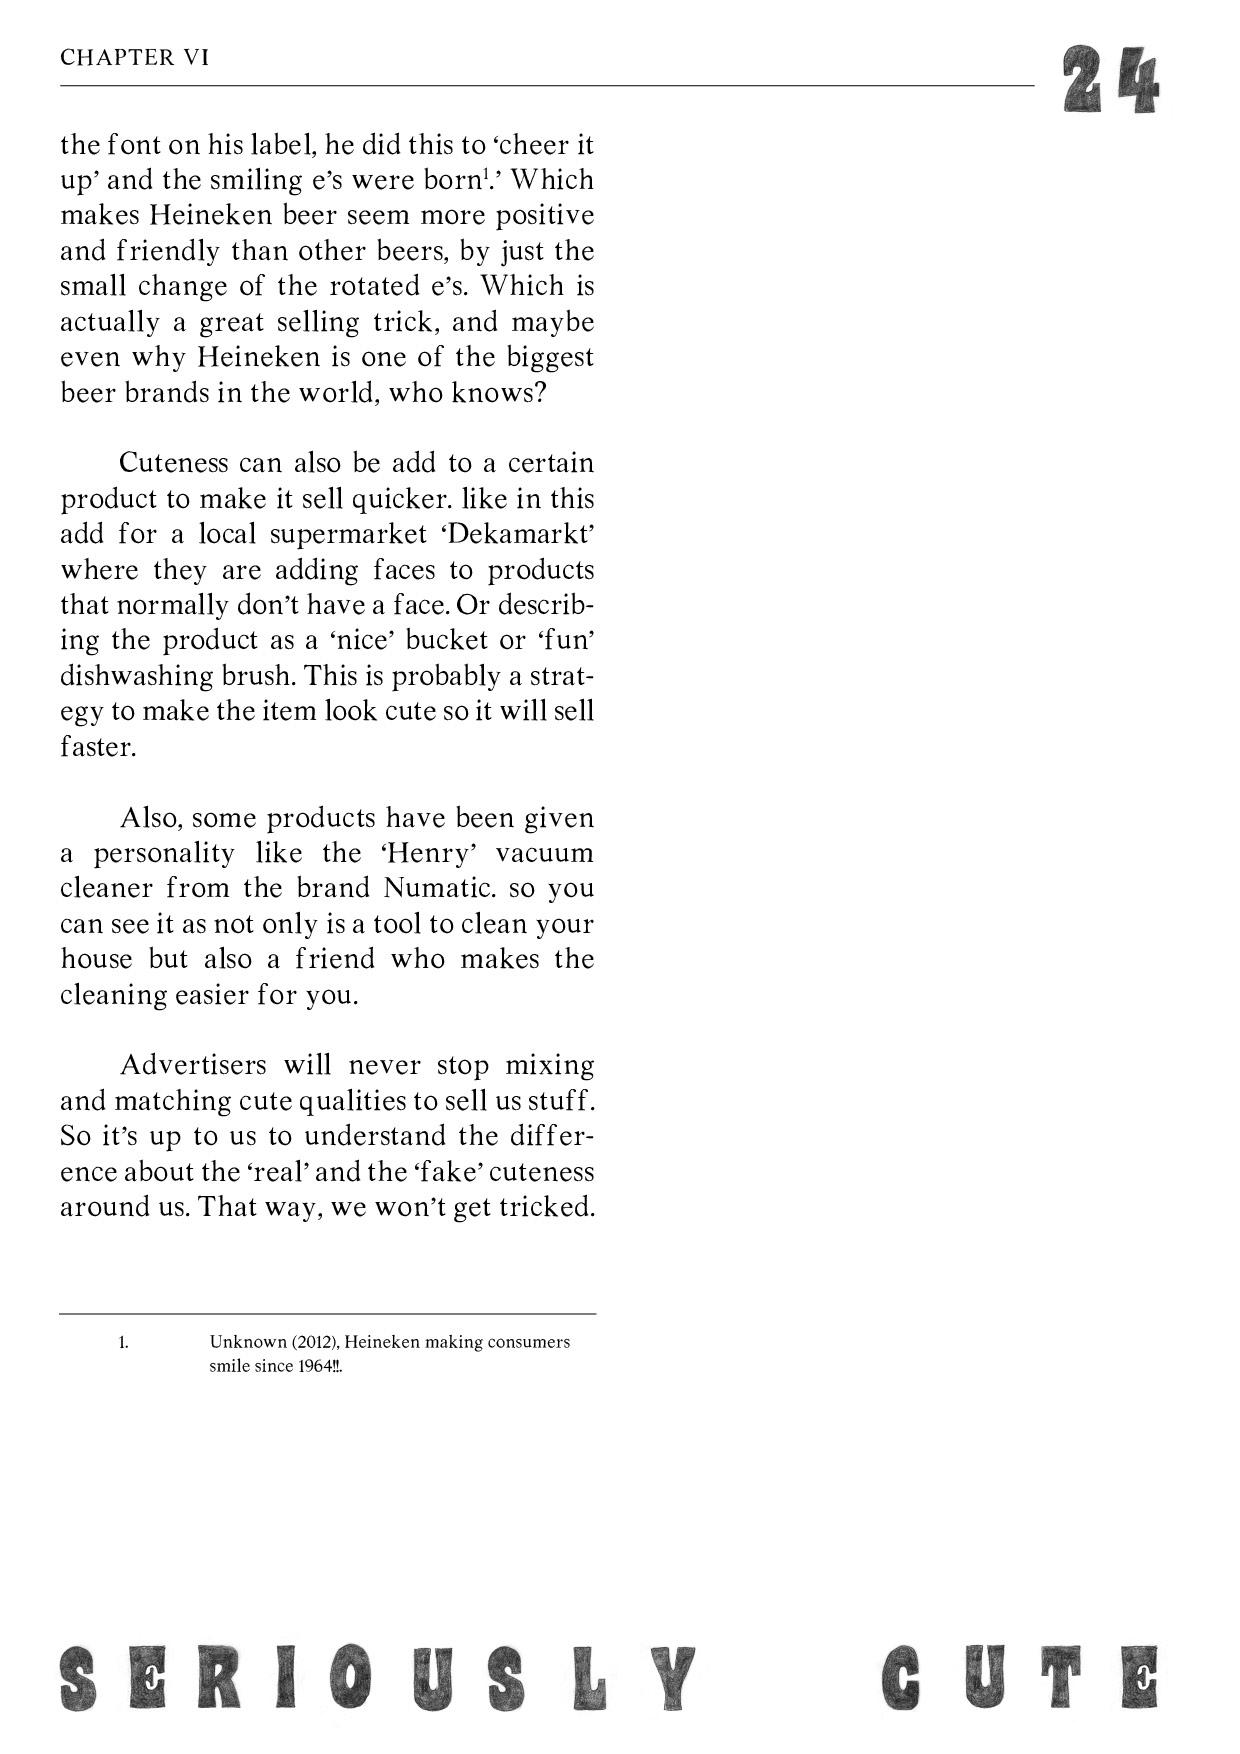 CHAPTER VI
24
the font on his label, he did this to ‘cheer it
up’ and the smiling e’s were born¹.’ Which
makes Heineken beer seem more positive
and friendly than other beers, by just the
small change of the rotated e’s. Which is
actually a great selling trick, and maybe
even why Heineken is one of the biggest
beer brands in the world, who knows?
Cuteness can also be add to a certain
product to make it sell quicker. like in this
add for a local supermarket ‘Dekamarkt’
where they are adding faces to products
that normally don’t have a face. Or describ-
ing the product as a ‘nice’ bucket or ‘fun’
dishwashing brush. This is probably a strat-
egy to make the item look cute so it will sell
faster.
Also, some products have been given
a personality like the ‘Henry’ vacuum
cleaner from the brand Numatic. so you
can see it as not only is a tool to clean your
house but also a friend who makes the
cleaning easier for you.
Advertisers will never stop mixing
and matching cute qualities to sell us stuff.
So it’s up to us to understand the differ-
ence about the ‘real’ and the ‘fake’ cuteness
around us. That way, we won’t get tricked.
1. Unknown (2012), Heineken making consumers
smile since 1964!!.
SERIOUSLY CUTE